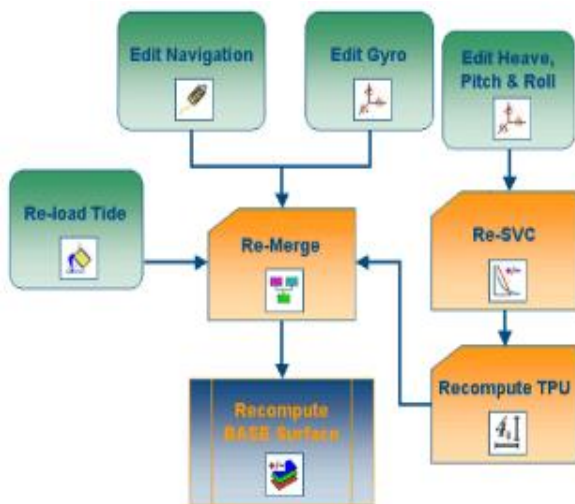 Edit Navigation
Edit Gyro
Edit Heave,
Pitch & Roll
Re-load Tide
Re-Merge
Re-SVC
Recompute TPU
Recompute
BASE Surface